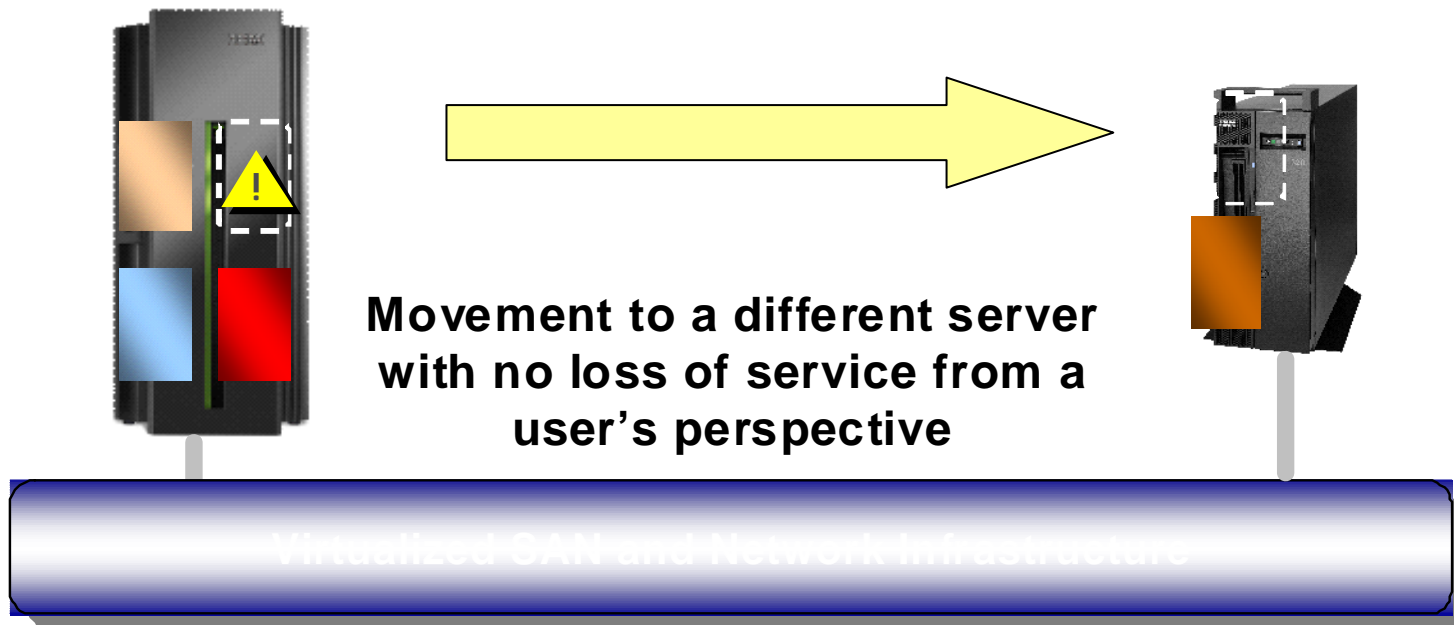 !
Movement to a different server
with no loss of service from a
user’s perspective
Virtualized SAN and Network Infrastructure